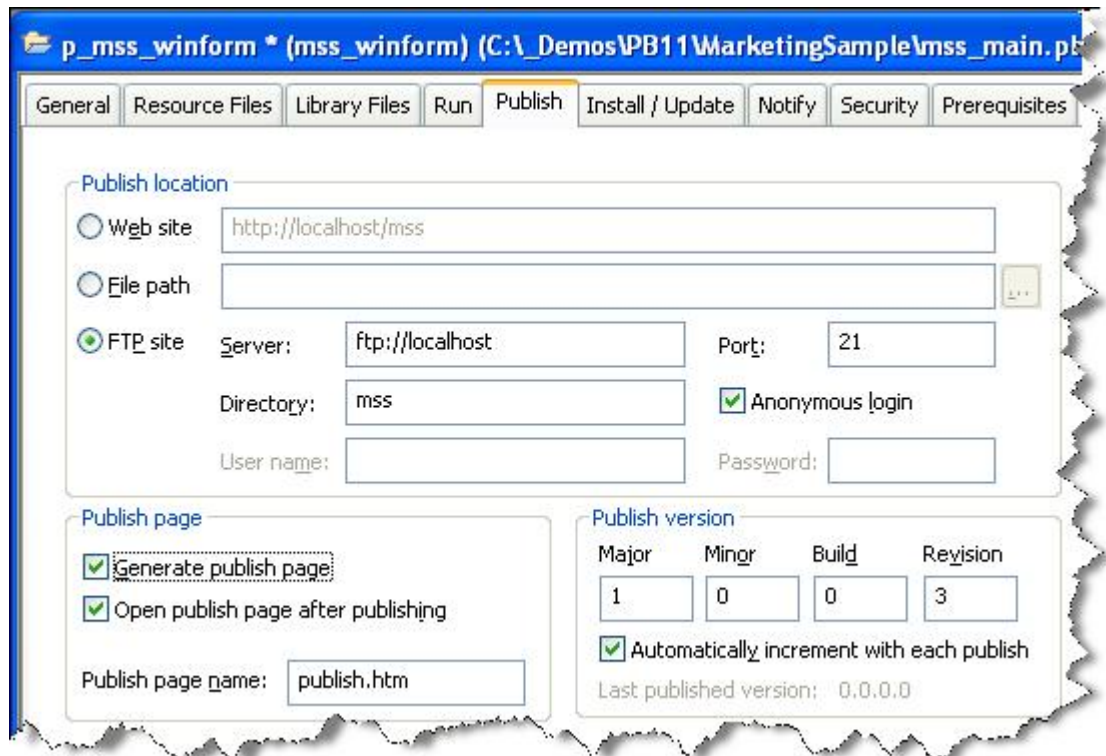 p_mss_winform * (mss_winform) (C:\_Demos\PB11\MarketingSample\mss_main.pb
General Resource Files Library Files Run Publish Install / Update Notify Security Prerequisites
Publish location
Web site http://localhost/mss
File path ...
FTP site Server: ftp://localhost Port: 21
Directory: mss Anonymous login
User name: Password:
Publish page
Generate publish page
Open publish page after publishing
Publish page name: publish.htm
Publish version
Major Minor Build Revision
1 0 0 3
Automatically increment with each publish
Last published version: 0.0.0.0